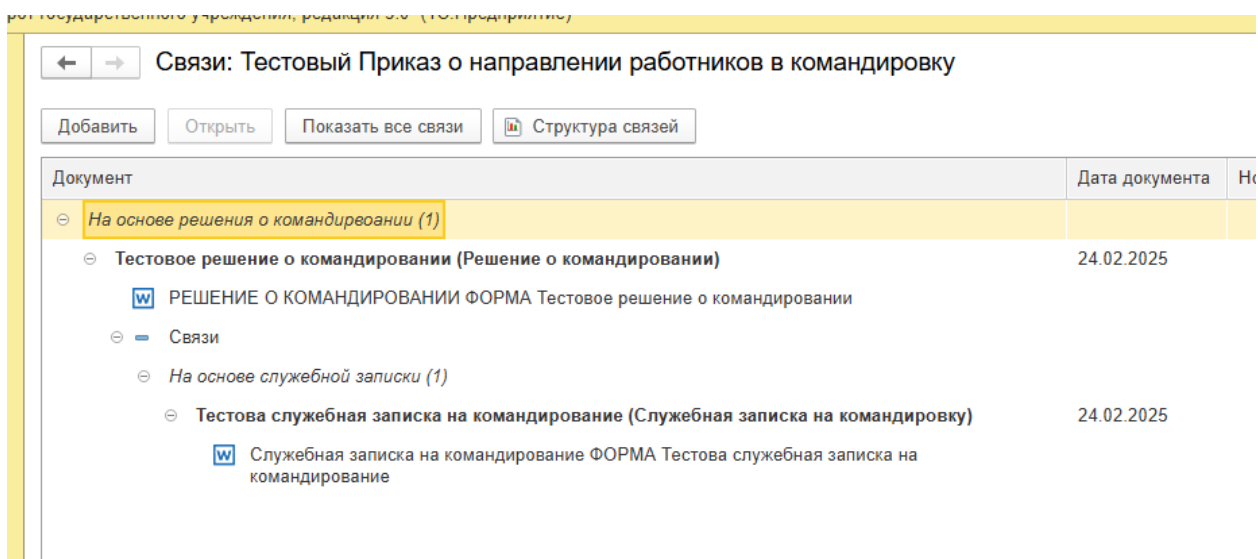 Связи: Тестовый Приказ о направлении работников в командировку
Добавить Открыть Показать все связи Структура связей
Документ Дата документа
На основе решения о командирвоании (1)
Тестовое решение о командировании (Решение о командировании) 24.02.2025
РЕШЕНИЕ О КОМАНДИРОВАНИИ ФОРМА Тестовое решение о командировании
Связи
На основе служебной записки (1)
Тестова служебная записка на командирование (Служебная записка на командировку) 24.02.2025
Служебная записка на командирование ФОРМА Тестова служебная записка на
командирование